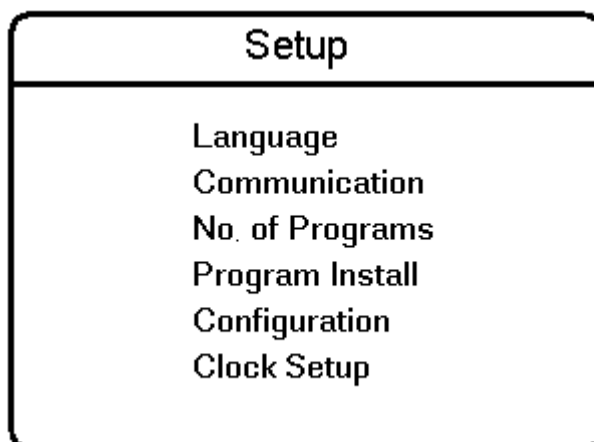 Setup
Language
Communication
No. of Programs
Program Install
Configuration
Clock Setup